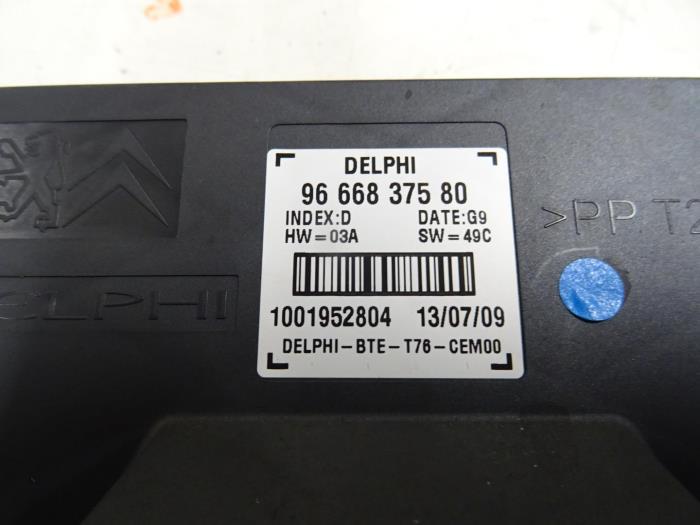 DELPHI
96 668 375 80
INDEX:D DATE:G9
HW=03A SW=49C
1001952804 13/07/09
DELPHI-BTE-T76-CEM00
>PP T2
ELPHI